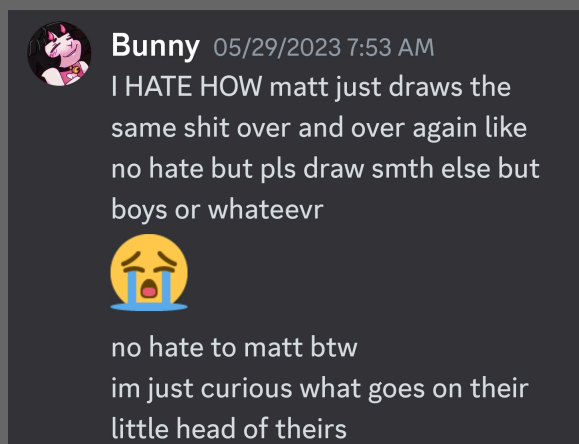 Bunny 05/29/2023 7:53 AM
I HATE HOW matt just draws the
same shit over and over again like
no hate but pls draw smth else but
boys or whateevr
no hate to matt btw
im just curious what goes on their
little head of theirs